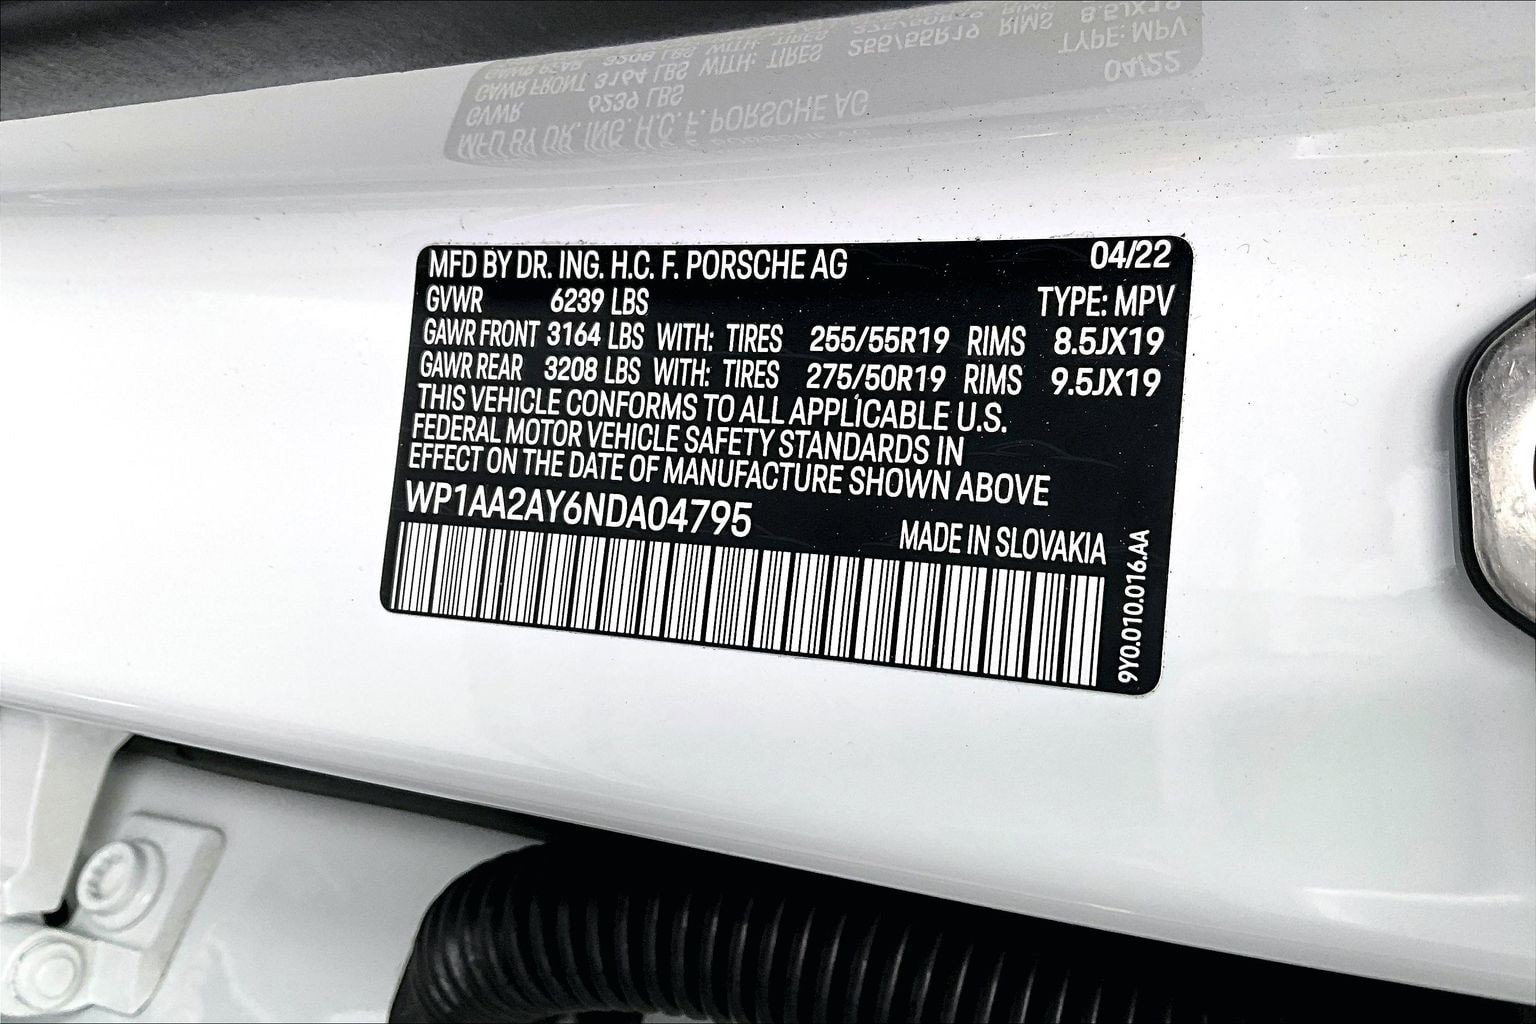 MFD BY DR. ING. H.C. F. PORSCHE AG 04/22
GVWR 6239 LBS TYPE: MPV
GAWR FRONT 3164 LBS WITH: TIRES 255/55R19 RIMS 8.5JX19
GAWR REAR 3208 LBS WITH: TIRES 275/50R19 RIMS 9.5JX19
THIS VEHICLE CONFORMS TO ALL APPLICABLE U.S.
FEDERAL MOTOR VEHICLE SAFETY STANDARDS IN
EFFECT ON THE DATE OF MANUFACTURE SHOWN ABOVE
WP1AA2AY6NDA04795
MADE IN SLOVAKIA
9Y0.010.016.AA